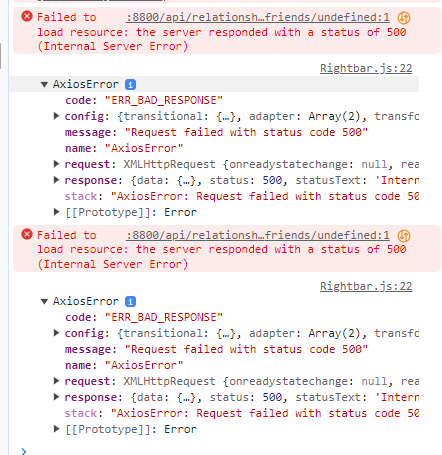 Failed to :8800/api/relationsh…friends/undefined:1
load resource: the server responded with a status of 500
(Internal Server Error)
Rightbar.js:22
▼ AxiosError i
code: "ERR_BAD_RESPONSE"
▶ config: {transitional: {…}, adapter: Array(2), transfo
message: "Request failed with status code 500"
name: "AxiosError"
▶ request: XMLHttpRequest {onreadystatechange: null, rea
▶ response: {data: {…}, status: 500, statusText: 'Intern
stack: "AxiosError: Request failed with status code 50
▶ [[Prototype]]: Error
Failed to :8800/api/relationsh…friends/undefined:1
load resource: the server responded with a status of 500
(Internal Server Error)
Rightbar.js:22
▼ AxiosError i
code: "ERR_BAD_RESPONSE"
▶ config: {transitional: {…}, adapter: Array(2), transfo
message: "Request failed with status code 500"
name: "AxiosError"
▶ request: XMLHttpRequest {onreadystatechange: null, rea
▶ response: {data: {…}, status: 500, statusText: 'Intern
stack: "AxiosError: Request failed with status code 50
▶ [[Prototype]]: Error